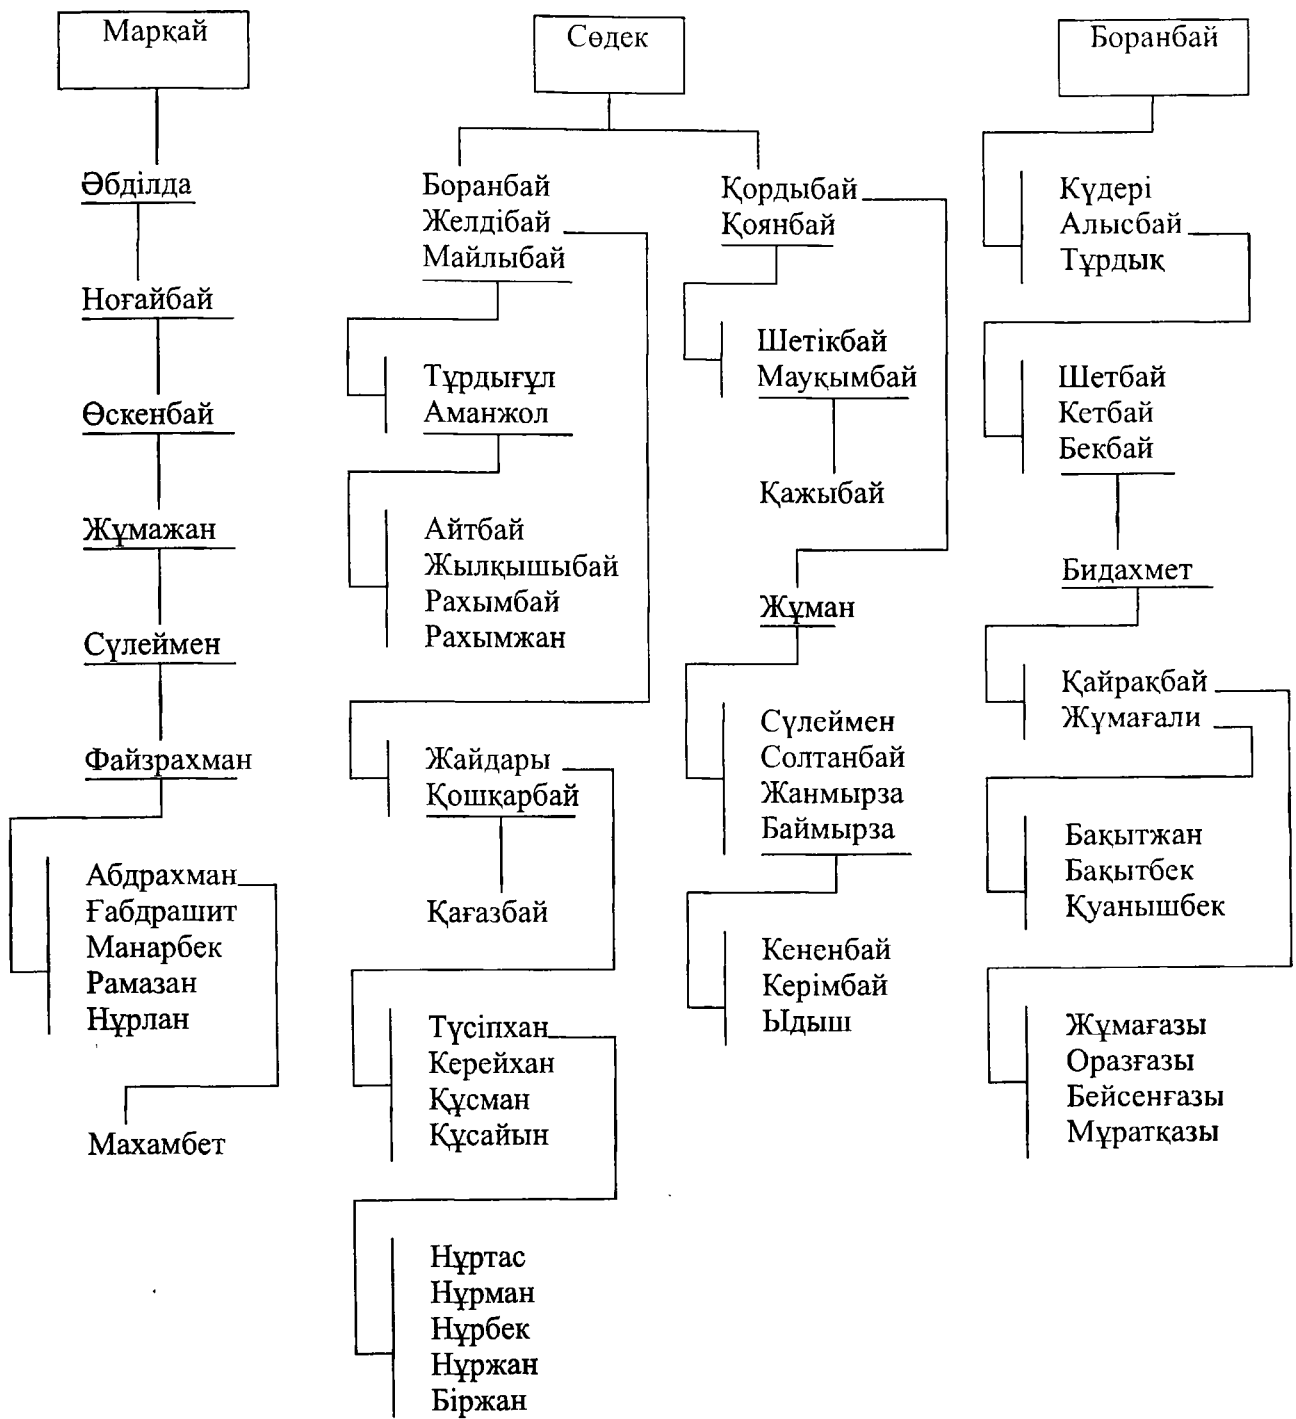 Марқай
Әбділда
Ноғайбай
Өскенбай
Жұмажан
Сүлеймен
Файзрахман
Абдрахман
Ғабдрашит
Манарбек
Рамазан
Нұрлан
Махамбет
Сөдек
Боранбай
Желдібай
Майлыбай
Тұрдығұл
Аманжол
Айтбай
Жылқышыбай
Рахымбай
Рахымжан
Жайдары
Қошқарбай
Қағазбай
Түсіпхан
Керейхан
Құсман
Құсайын
Нұртас
Нұрман
Нұрбек
Нұржан
Біржан
Қордыбай
Қоянбай
Шетікбай
Мауқымбай
Қажыбай
Жұман
Сүлеймен
Солтанбай
Жанмырза
Баймырза
Кененбай
Керімбай
Ыдыш
Боранбай
Күдері
Алысбай
Тұрдық
Шетбай
Кетбай
Бекбай
Бидахмет
Қайрақбай
Жұмағали
Бақытжан
Бақытбек
Қуанышбек
Жұмағазы
Оразғазы
Бейсенғазы
Мұратқазы